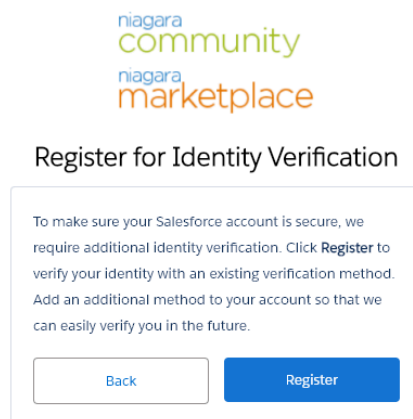 niagara
community
niagara
marketplace
Register for Identity Verification
To make sure your Salesforce account is secure, we
require additional identity verification. Click Register to
verify your identity with an existing verification method.
Add an additional method to your account so that we
can easily verify you in the future.
Back
Register